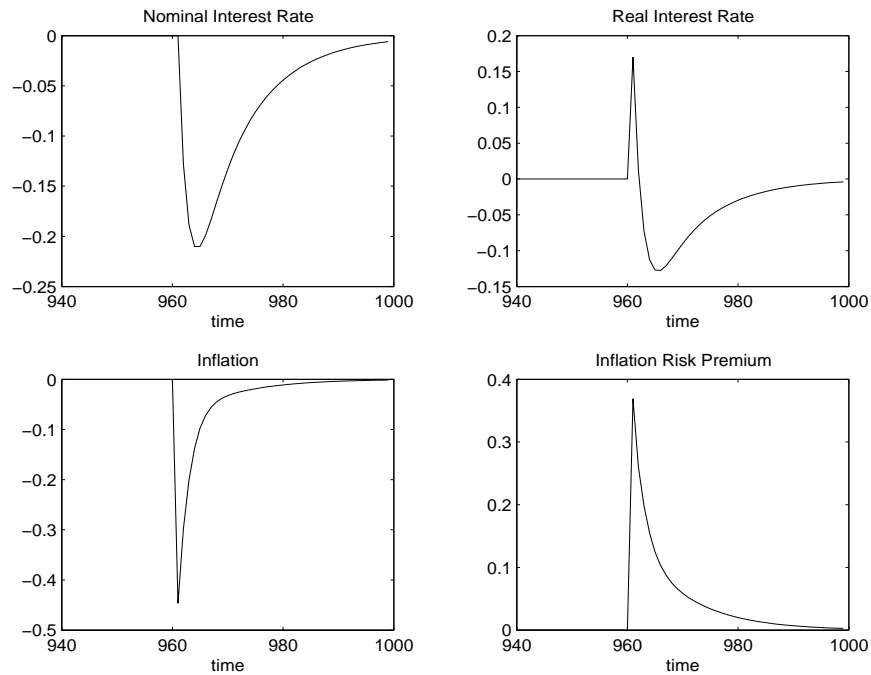 Nominal Interest Rate
0
−0.05
−0.1
−0.15
−0.2
−0.25
940 960 980 1000
time
Real Interest Rate
0.2
0.15
0.1
0.05
0
−0.05
−0.1
−0.15
940 960 980 1000
time
Inflation
0
−0.1
−0.2
−0.3
−0.4
−0.5
940 960 980 1000
time
Inflation Risk Premium
0.4
0.3
0.2
0.1
0
940 960 980 1000
time